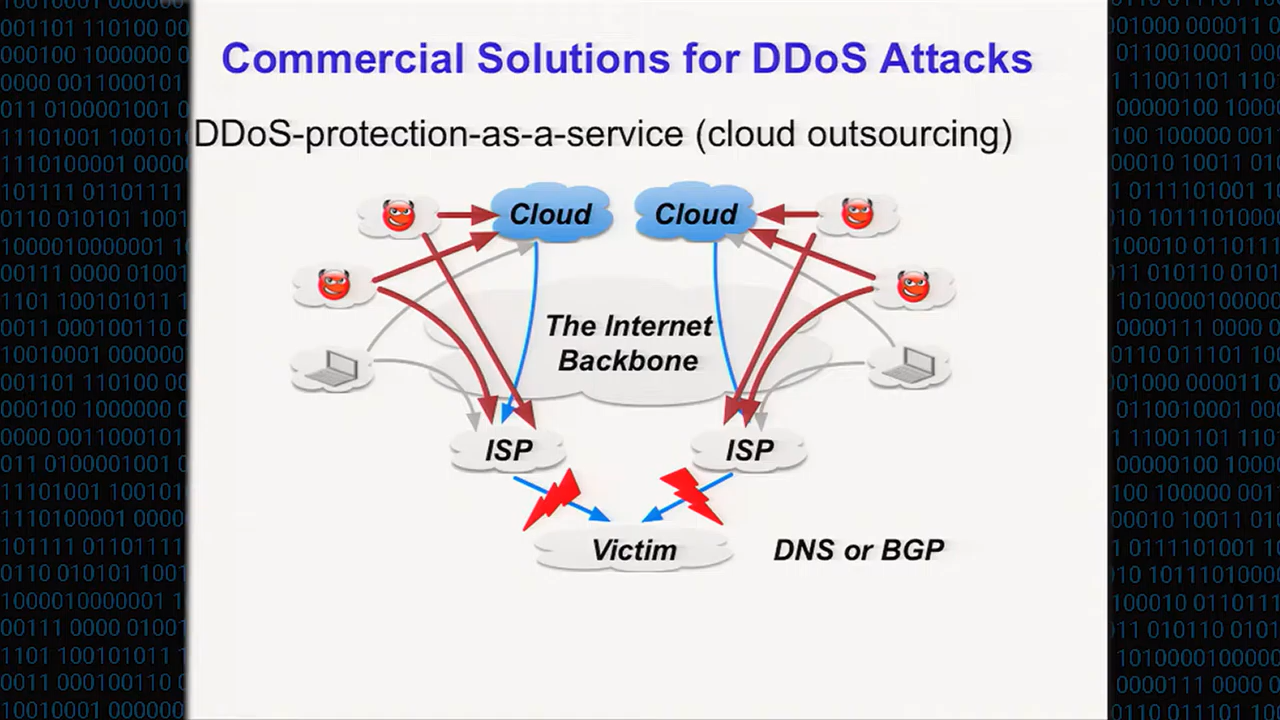 Commercial Solutions for DDoS Attacks
DDoS-protection-as-a-service (cloud outsourcing)
Cloud
Cloud
The Internet
Backbone
ISP
ISP
Victim
DNS or BGP